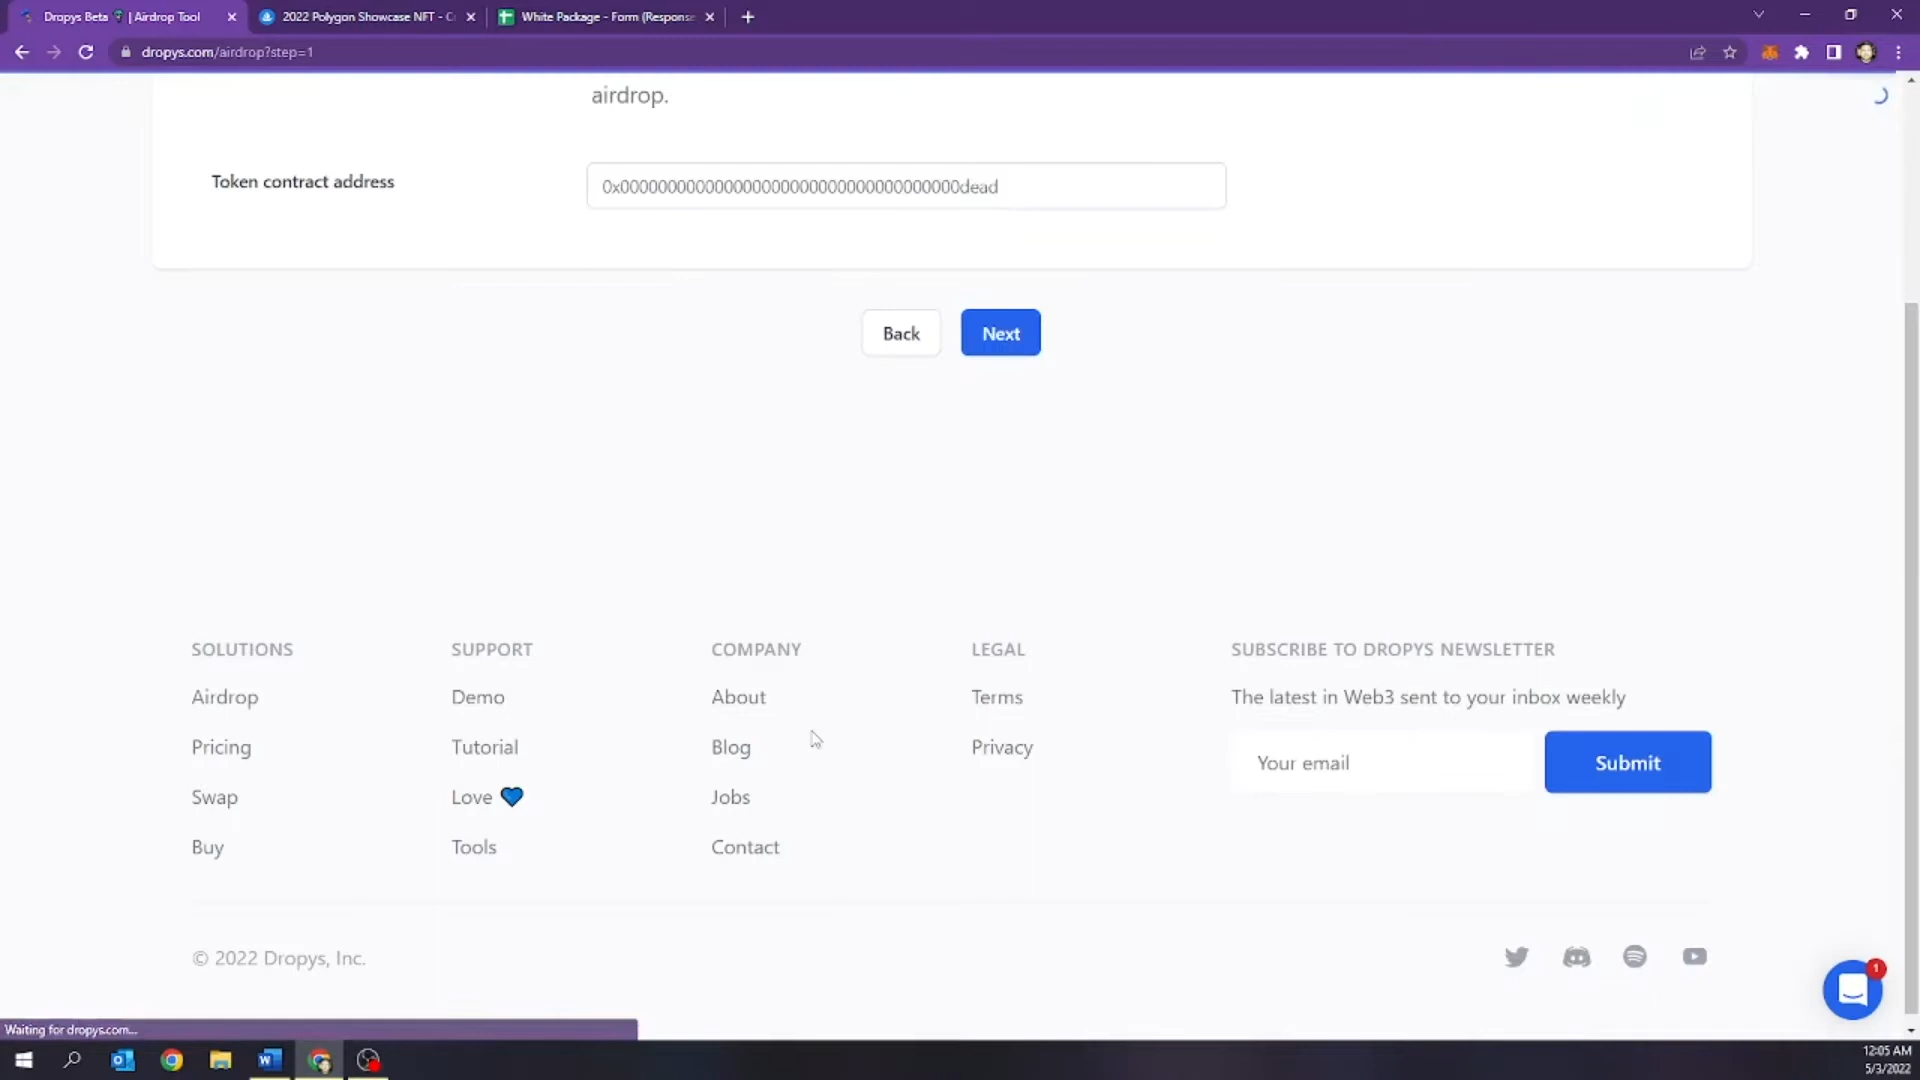 Dropys Beta | Airdrop Tool
2022 Polygon Showcase NFT - C
White Package - Form (Response
dropys.com/airdrop?step=1
airdrop.
Token contract address
0x000000000000000000000000000000000000dead
Back
Next
SOLUTIONS
Airdrop
Pricing
Swap
Buy
SUPPORT
Demo
Tutorial
Love
Tools
COMPANY
About
Blog
Jobs
Contact
LEGAL
Terms
Privacy
SUBSCRIBE TO DROPYS NEWSLETTER
The latest in Web3 sent to your inbox weekly
Your email
Submit
© 2022 Dropys, Inc.
1
Waiting for dropys.com...
12:05 AM
5/3/2022